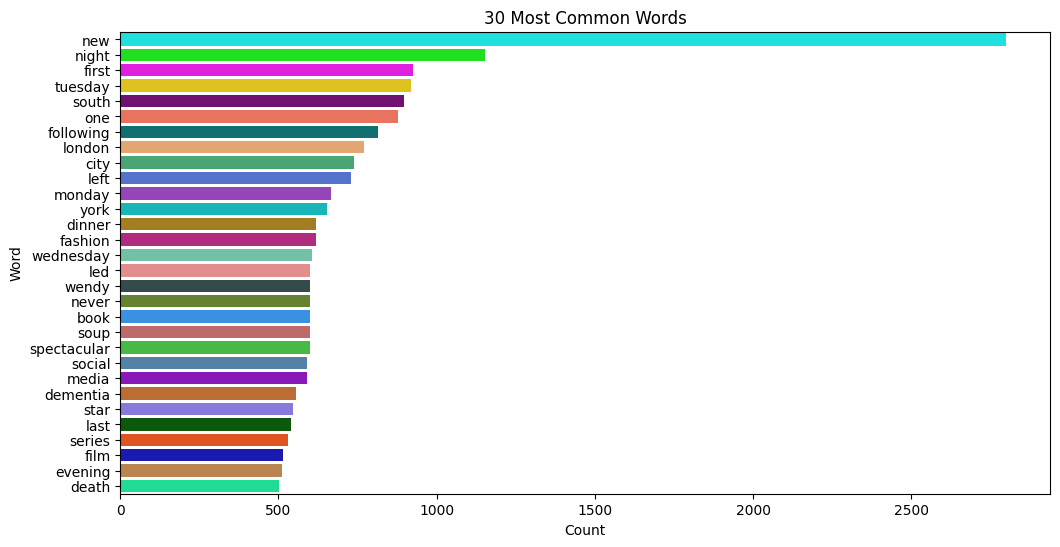 30 Most Common Words
Word
new
night
first
tuesday
south
one
following
london
city
left
monday
york
dinner
fashion
wednesday
led
wendy
never
book
soup
spectacular
social
media
dementia
star
last
series
film
evening
death
0 500 1000 1500 2000 2500
Count